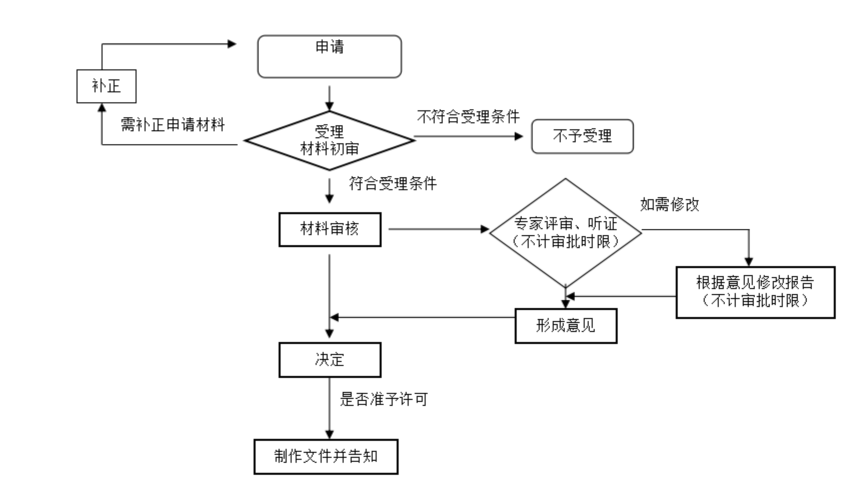 申请
补正
需补正申请材料
受理
材料初审
不符合受理条件
不予受理
符合受理条件
材料审核
专家评审、听证
（不计审批时限）
如需修改
根据意见修改报告
（不计审批时限）
形成意见
决定
是否准予许可
制作文件并告知